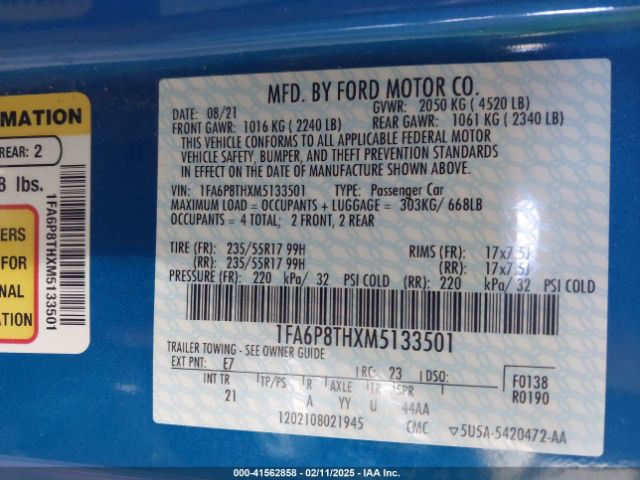 MATION
REAR: 2
8 lbs.
ERS
FOR
NAL
N
1FA6P8THXM5133501
MFD. BY FORD MOTOR CO.
DATE: 08/21 GVWR: 2050 KG ( 4520 LB)
FRONT GAWR: 1016 KG ( 2240 LB) REAR GAWR: 1061 KG ( 2340 LB)
THIS VEHICLE CONFORMS TO ALL APPLICABLE FEDERAL MOTOR
VEHICLE SAFETY, BUMPER, AND THEFT PREVENTION STANDARDS
IN EFFECT ON THE DATE OF MANUFACTURE SHOWN ABOVE.
VIN: 1FA6P8THXM5133501 TYPE: Passenger Car
MAXIMUM LOAD = OCCUPANTS + LUGGAGE = 303KG/ 668LB
OCCUPANTS = 4 TOTAL; 2 FRONT, 2 REAR
TIRE (FR): 235/55R17 99H RIMS (FR): 17x7.5J
(RR): 235/55R17 99H (RR): 17x7.5J
PRESSURE (FR): 220 kPa/ 32 PSI COLD (RR): 220 kPa/ 32 PSI COLD
1FA6P8THXM5133501
TRAILER TOWING - SEE OWNER GUIDE
EXT PNT: E7 RC: 23 DSO: F0138
INT TR TP/PS R AXLE TR SPR R0190
21 A YY U 44AA
1202108021945 CMC ▽5U5A-5420472-AA
000-41562858 - 02/11/2025 - IAA Inc.